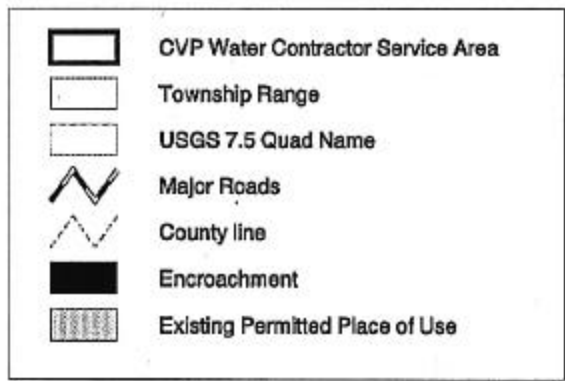 CVP Water Contractor Service Area
Township Range
USGS 7.5 Quad Name
Major Roads
County line
Encroachment
Existing Permitted Place of Use